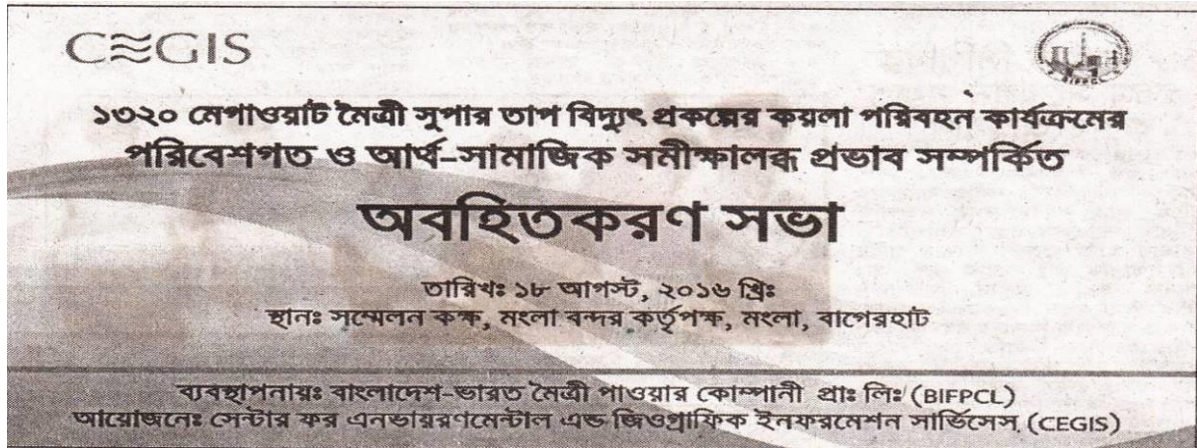 CEGIS
১৩২০ মেগাওয়াট মৈত্রী সুপার তাপ বিদ্যুৎ প্রকল্পের কয়লা পরিবহন কার্যক্রমের
পরিবেশগত ও আর্থ-সামাজিক সমীক্ষালব্ধ প্রভাব সম্পর্কিত
অবহিতকরণ সভা
তারিখঃ ১৮ আগস্ট, ২০১৬ খ্রিঃ
স্থানঃ সম্মেলন কক্ষ, মংলা বন্দর কর্তৃপক্ষ, মংলা, বাগেরহাট
ব্যবস্থাপনায়ঃ বাংলাদেশ-ভারত মৈত্রী পাওয়ার কোম্পানী প্রাঃ লিঃ (BIFPCL)
আয়োজনেঃ সেন্টার ফর এনভায়রণমেন্টাল এন্ড জিওগ্রাফিক ইনফরমেশন সার্ভিসেস্ (CEGIS)